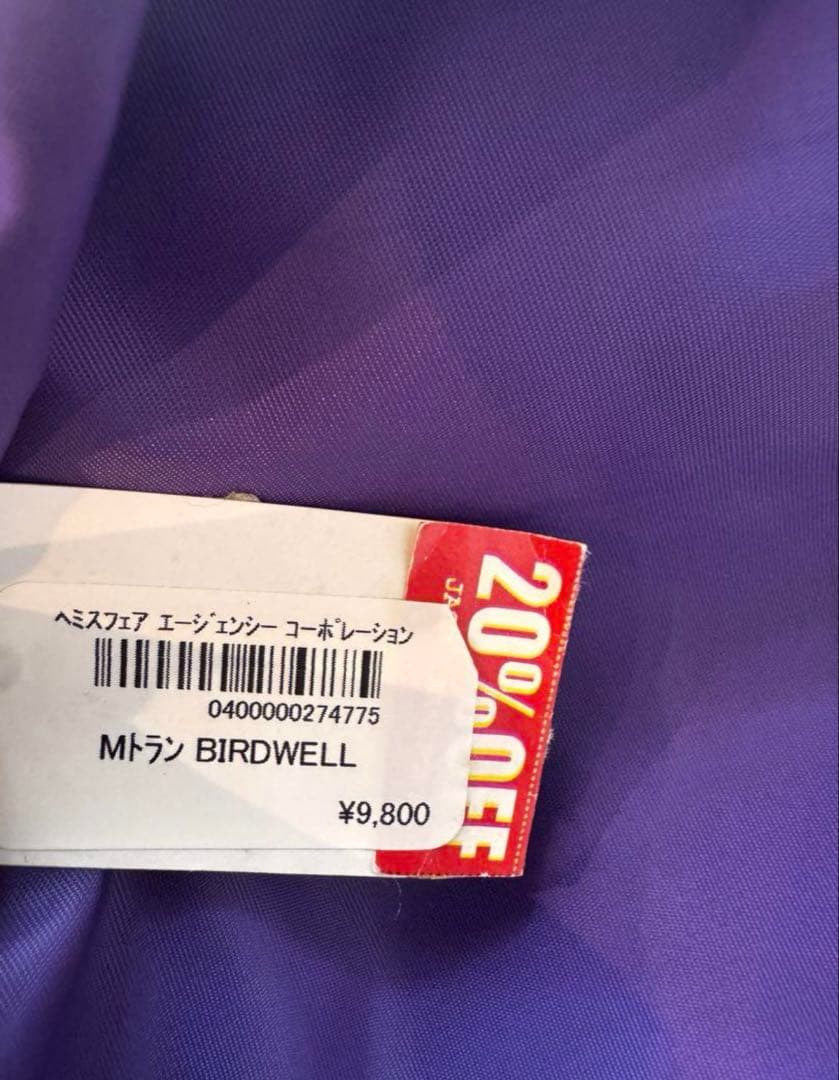 ヘミスフェア エージェンシー コーポレーション
0400000274775
Mトラン BIRDWELL
¥9,800
20%OFF